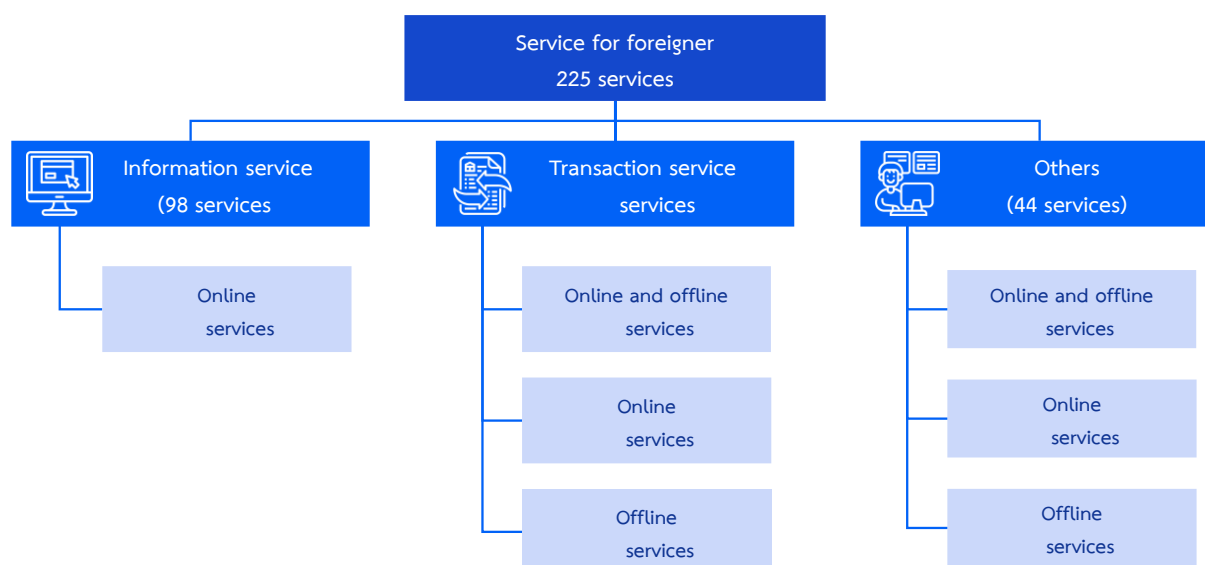 Service for foreigner
225 services
Information service
(98 services
Transaction service
services
Others
(44 services)
Online
services
Online and offline
services
Online
services
Offline
services
Online and offline
services
Online
services
Offline
services